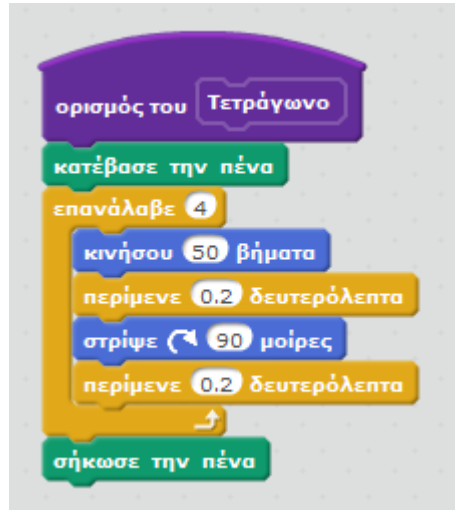 ορισμός του Τετράγωνο
κατέβασε την πένα
επανάλαβε 4
κινήσου 50 βήματα
περίμενε 0.2 δευτερόλεπτα
στρίψε 90 μοίρες
περίμενε 0.2 δευτερόλεπτα
σήκωσε την πένα